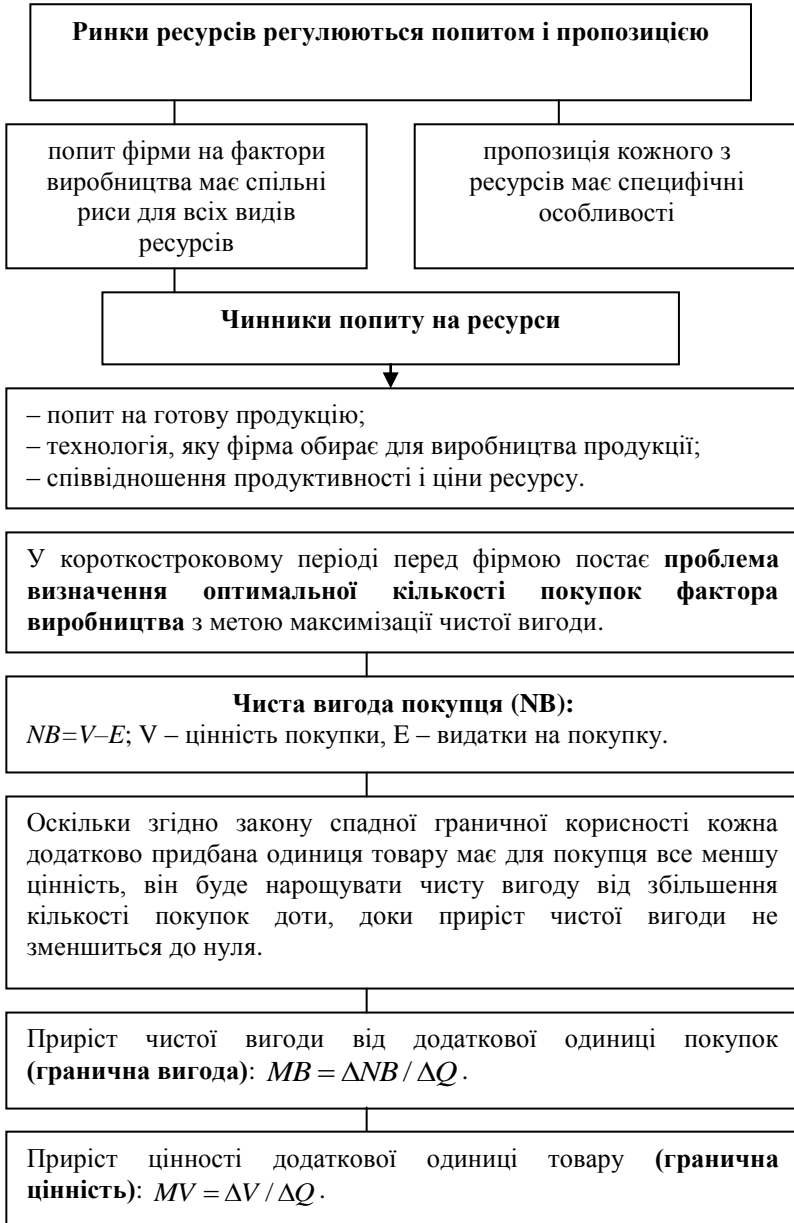 Ринки ресурсів регулюються попитом і пропозицією
попит фірми на фактори
виробництва має спільні
риси для всіх видів
ресурсів
пропозиція кожного з
ресурсів має специфічні
особливості
Чинники попиту на ресурси
– попит на готову продукцію;
– технологія, яку фірма обирає для виробництва продукції;
– співвідношення продуктивності і ціни ресурсу.
У короткостроковому періоді перед фірмою постає проблема
визначення оптимальної кількості покупок фактора
виробництва з метою максимізації чистої вигоди.
Чиста вигода покупця (NB):
NB=V–E; V – цінність покупки, E – видатки на покупку.
Оскільки згідно закону спадної граничної корисності кожна
додатково придбана одиниця товару має для покупця все меншу
цінність, він буде нарощувати чисту вигоду від збільшення
кількості покупок доти, доки приріст чистої вигоди не
зменшиться до нуля.
Приріст чистої вигоди від додаткової одиниці покупок
(гранична вигода): MB = ΔNB / ΔQ .
Приріст цінності додаткової одиниці товару (гранична
цінність): MV = ΔV / ΔQ .